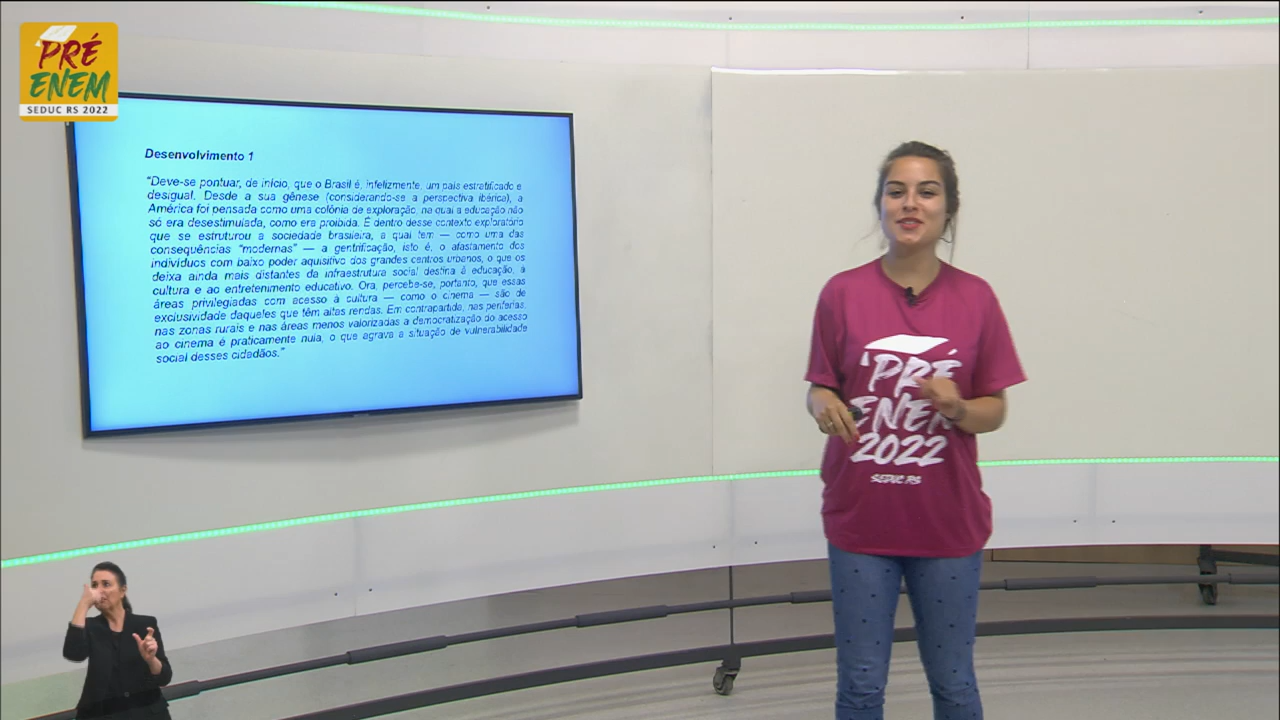 PRÉ
ENEM
SEDUC RS 2022
Desenvolvimento 1
"Deve-se pontuar, de início, que o Brasil é, infelizmente, um país estratificado e
desigual. Desde a sua gênese (considerando-se a perspectiva ibérica), a
América foi pensada como uma colônia de exploração, na qual a educação não
só era desestimulada, como era proibida. É dentro desse contexto exploratório
que se estruturou a sociedade brasileira, a qual tem — como uma das
consequências "modernas" — a gentrificação, isto é, o afastamento dos
indivíduos com baixo poder aquisitivo dos grandes centros urbanos, o que os
deixa ainda mais distantes da infraestrutura social destina à educação, à
cultura e ao entretenimento educativo. Ora, percebe-se, portanto, que essas
áreas privilegiadas com acesso à cultura — como o cinema — são de
exclusividade daqueles que têm altas rendas. Em contrapartida, nas periferias,
nas zonas rurais e nas áreas menos valorizadas a democratização do acesso
ao cinema é praticamente nula, o que agrava a situação de vulnerabilidade
social desses cidadãos."
PRÉ
ENEM
2022
SEDUC RS